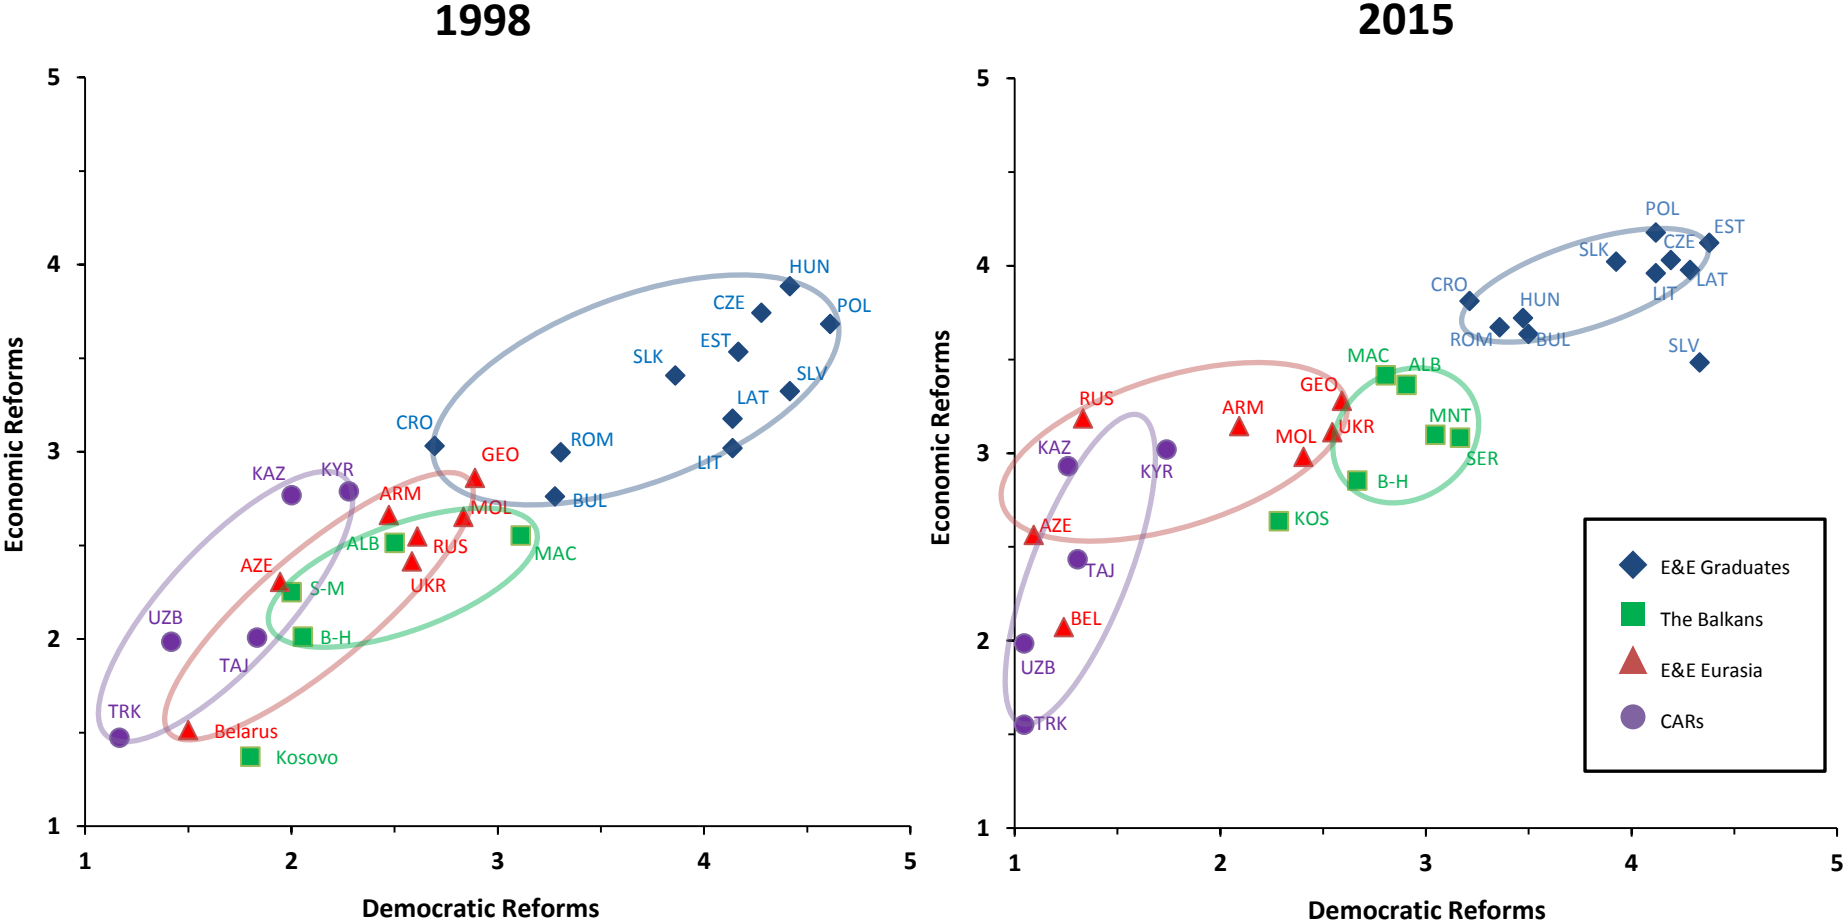 1998
5
4
3
2
1
1
2
3
4
5
Economic Reforms
Democratic Reforms
HUN
CZE
POL
EST
SLK
SLV
LAT
CRO
ROM
LIT
GEO
KAZ
KYR
ARM
MOL
BUL
ALB
RUS
MAC
AZE
UKR
S-M
UZB
B-H
TAJ
TRK
Belarus
Kosovo
2015
5
4
3
2
1
1
2
3
4
5
Economic Reforms
Democratic Reforms
POL
EST
SLK
CZE
LAT
CRO
LIT
HUN
ROM
BUL
SLV
MAC
ALB
GEO
RUS
ARM
MNT
UKR
MOL
KAZ
SER
KYR
B-H
KOS
AZE
TAJ
BEL
UZB
TRK
E&E Graduates
The Balkans
E&E Eurasia
CARs